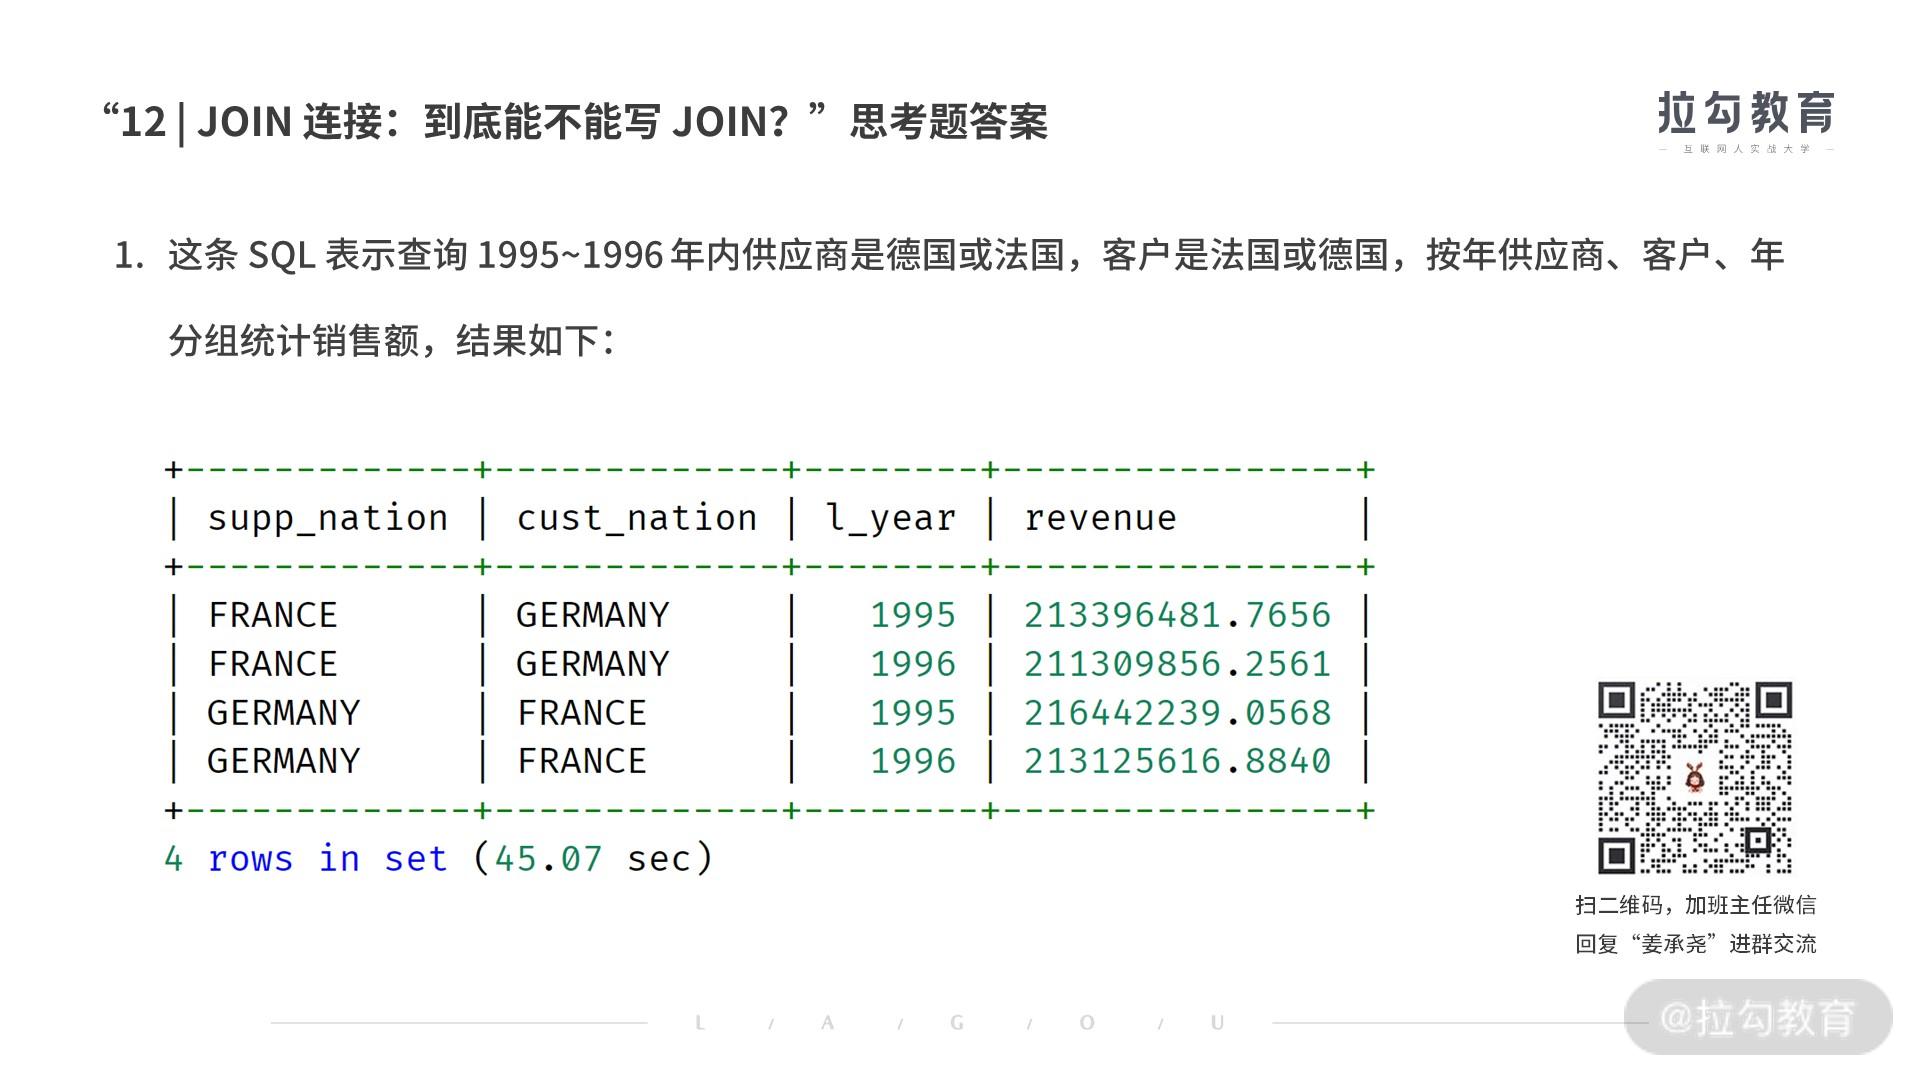 “12 | JOIN 连接：到底能不能写 JOIN？”思考题答案
拉勾教育
— 互联网人实战大学 —
1. 这条 SQL 表示查询 1995~1996 年内供应商是德国或法国，客户是法国或德国，按年供应商、客户、年
分组统计销售额，结果如下：
+-------------+-------------+--------+----------------+
| supp_nation | cust_nation | l_year | revenue        |
+-------------+-------------+--------+----------------+
| FRANCE      | GERMANY     |   1995 | 213396481.7656 |
| FRANCE      | GERMANY     |   1996 | 211309856.2561 |
| GERMANY     | FRANCE      |   1995 | 216442239.0568 |
| GERMANY     | FRANCE      |   1996 | 213125616.8840 |
+-------------+-------------+--------+----------------+
4 rows in set (45.07 sec)
扫二维码，加班主任微信
回复“姜承尧”进群交流
L / A / G / O / U
@拉勾教育